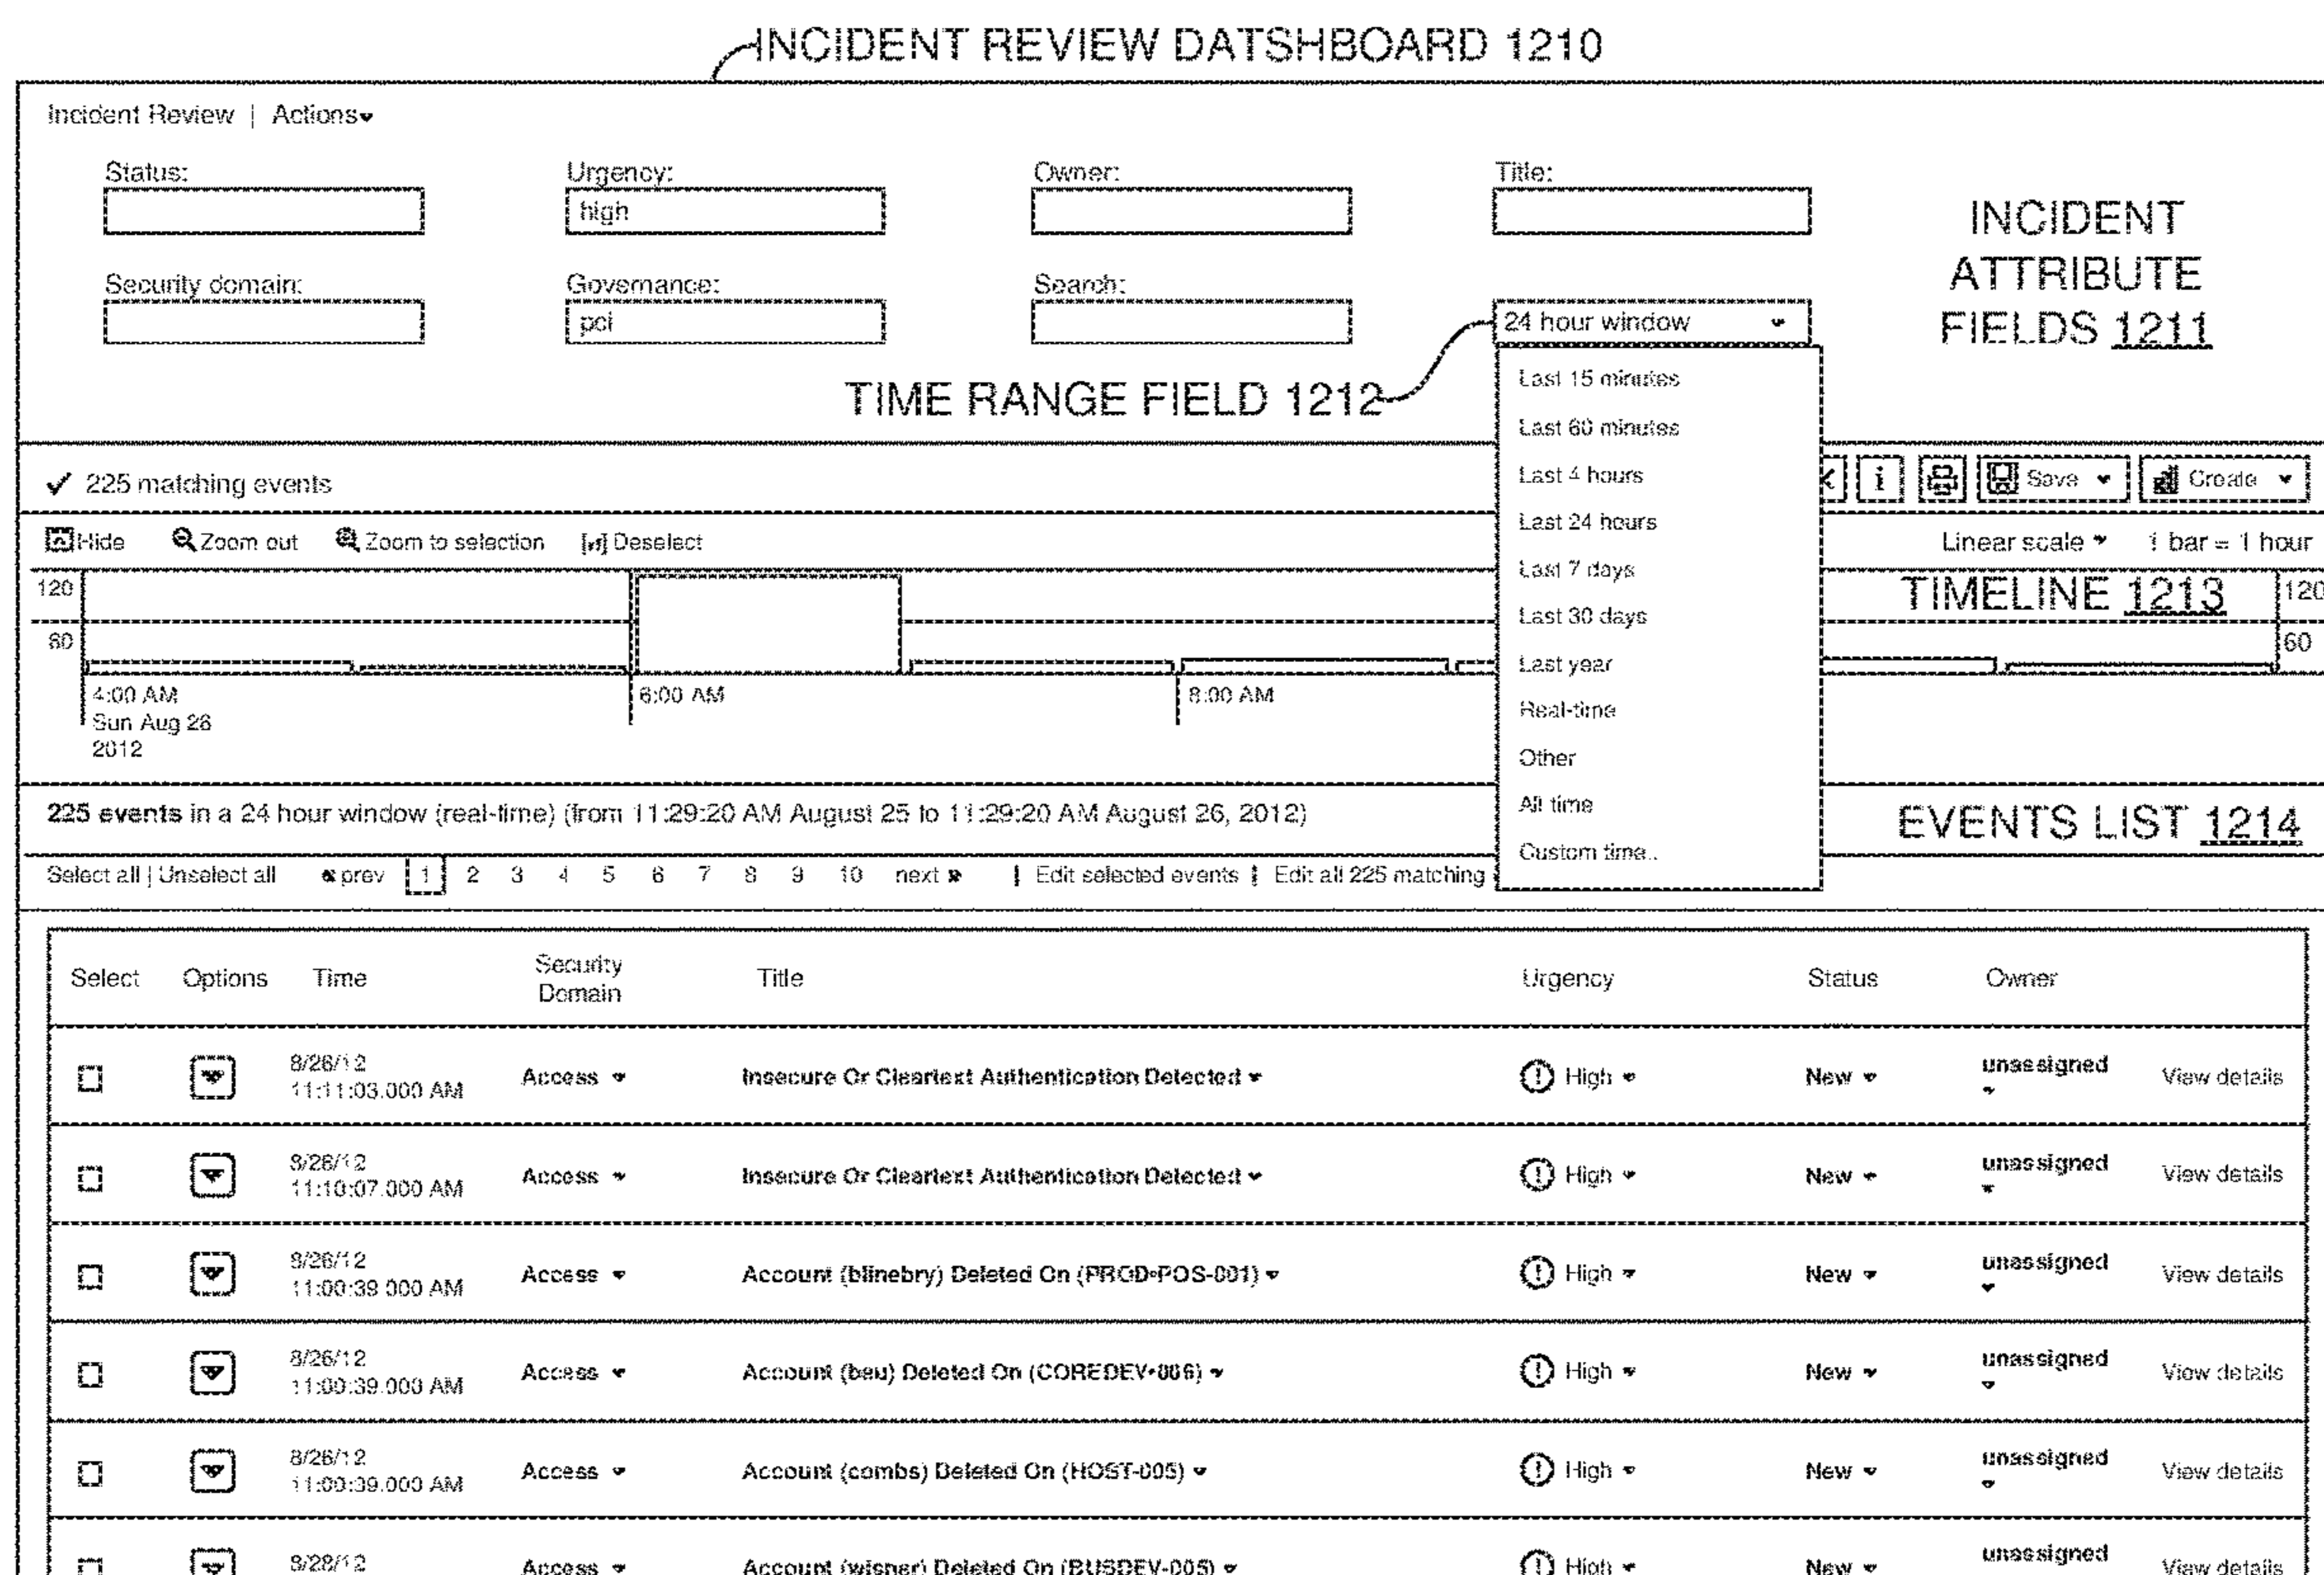 INCIDENT REVIEW DATSHBOARD 1210
Incident Review | Actions
Status:
Urgency:
Owner:
Title:
high
INCIDENT
ATTRIBUTE
FIELDS 1211
Security domain:
Governance:
Search:
pci
24 hour window
TIME RANGE FIELD 1212
Last 15 minutes
Last 60 minutes
Last 4 hours
Last 24 hours
Last 7 days
Last 30 days
Last year
Real-time
Other
All time
Custom time..
225 matching events
i
Save
Create
Hide Zoom out Zoom to selection Deselect
Linear scale 1 bar = 1 hour
TIMELINE 1213
120
60
120
60
4:00 AM
Sun Aug 26
2012
6:00 AM
8:00 AM
225 events in a 24 hour window (real-time) (from 11:29:20 AM August 25 to 11:29:20 AM August 26, 2012)
EVENTS LIST 1214
Select all | Unselect all « prev 1 2 3 4 5 6 7 8 9 10 next » | Edit selected events | Edit all 225 matching
Select Options Time Security Domain Title Urgency Status Owner
8/26/12
11:11:03.000 AM Access Insecure Or Cleartext Authentication Detected High New unassigned View details
8/26/12
11:10:07.000 AM Access Insecure Or Cleartext Authentication Detected High New unassigned View details
8/26/12
11:00:39.000 AM Access Account (blinebry) Deleted On (PROD-POS-001) High New unassigned View details
8/26/12
11:00:39.000 AM Access Account (beu) Deleted On (COREDEV-006) High New unassigned View details
8/26/12
11:00:39.000 AM Access Account (combs) Deleted On (HOST-005) High New unassigned View details
8/26/12
Access Account (wisner) Deleted On (BUSDEV-005) High New unassigned View details